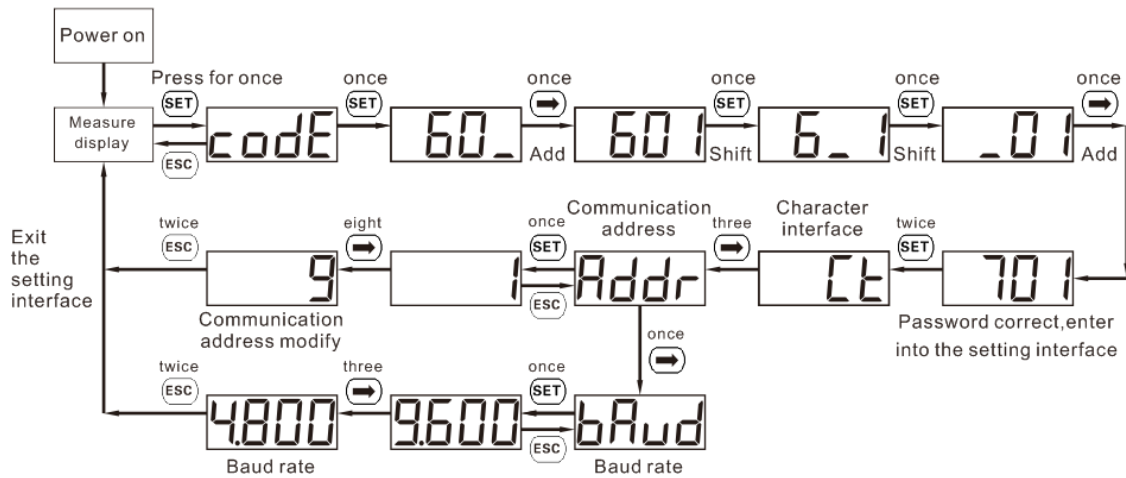 Power on
Press for once
once
once
once
once
once
SET
SET
➡
SET
SET
➡
Measure
display
codE
60_
601
6_1
_01
Add
Shift
Shift
Add
ESC
Communication
address
Character
interface
twice
eight
once
three
twice
ESC
➡
SET
➡
SET
Exit
the
setting
interface
9
1
Addr
Ct
701
ESC
Communication
address modify
Password correct,enter
into the setting interface
once
➡
twice
three
once
ESC
➡
SET
4.800
9.600
bAud
ESC
Baud rate
Baud rate